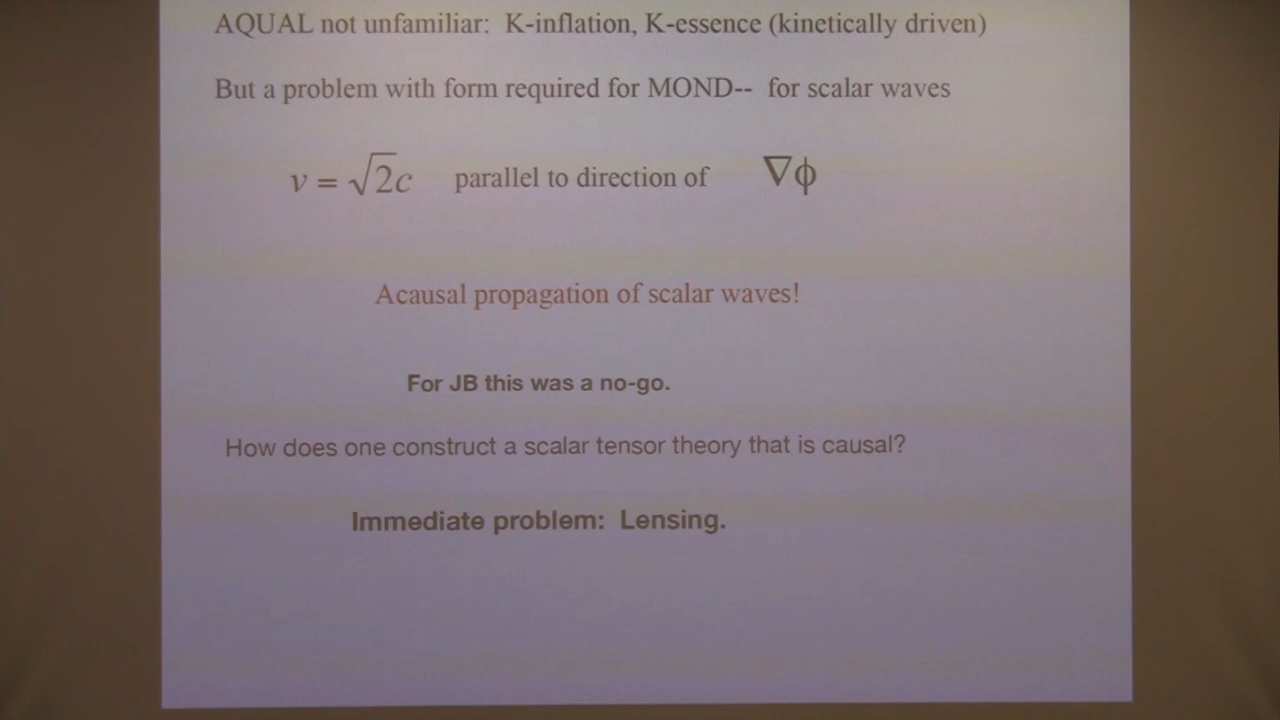 AQUAL not unfamiliar: K-inflation, K-essence (kinetically driven)
But a problem with form required for MOND-- for scalar waves
v = √2c parallel to direction of ∇ϕ
Acausal propagation of scalar waves!
For JB this was a no-go.
How does one construct a scalar tensor theory that is causal?
Immediate problem: Lensing.